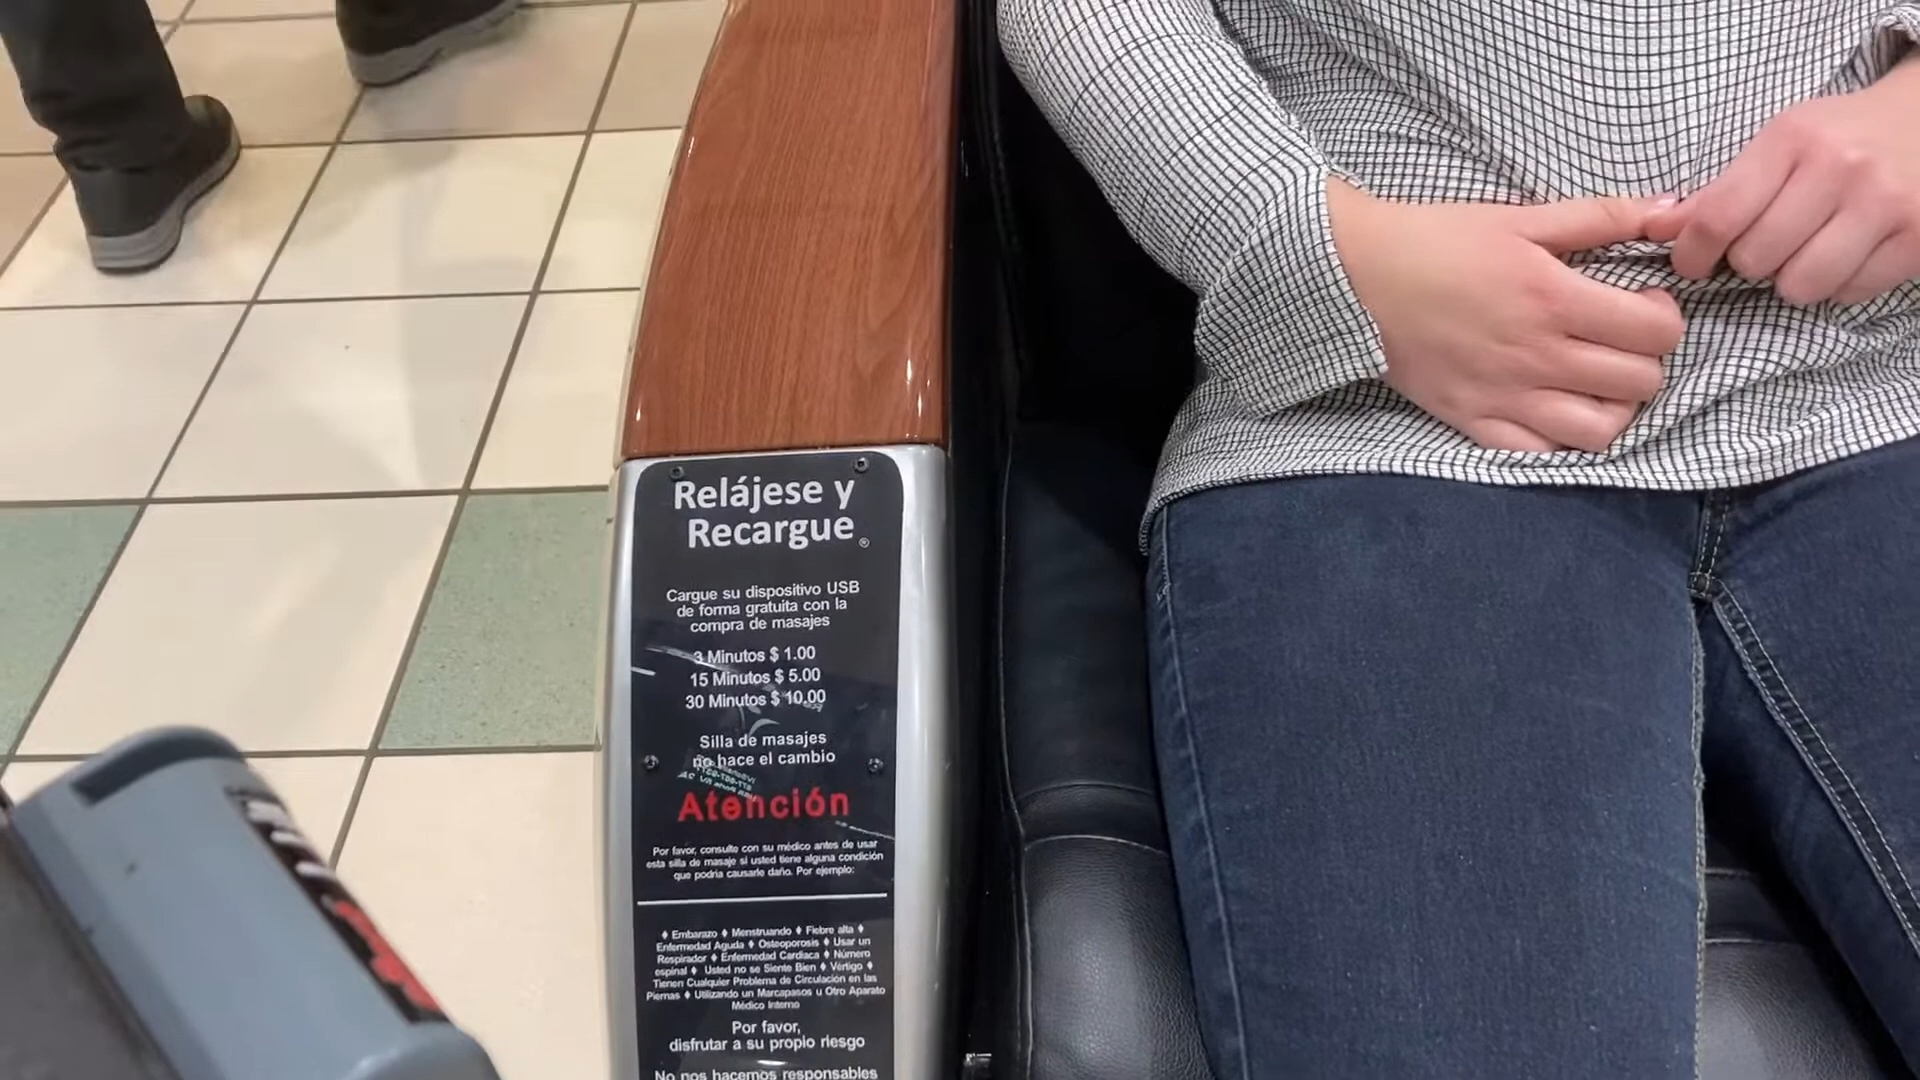 Relájese y
Recargue ®
Cargue su dispositivo USB
de forma gratuita con la
compra de masajes
3 Minutos $ 1.00
15 Minutos $ 5.00
30 Minutos $ 10.00
Silla de masajes
no hace el cambio
Atención
Por favor, consulte con su médico antes de usar
esta silla de masaje si usted tiene alguna condición
que podría causarle daño. Por ejemplo:
♦ Embarazo ♦ Menstruando ♦ Fiebre alta ♦
Enfermedad Aguda ♦ Osteoporosis ♦ Usar un
Respirador ♦ Enfermedad Cardiaca ♦ Número
espinal ♦ Usted no se Siente Bien ♦ Vértigo ♦
Tienen Cualquier Problema de Circulación en las
Piernas ♦ Utilizando un Marcapasos u Otro Aparato
Médico Interno
Por favor,
disfrutar a su propio riesgo
No nos hacemos responsables